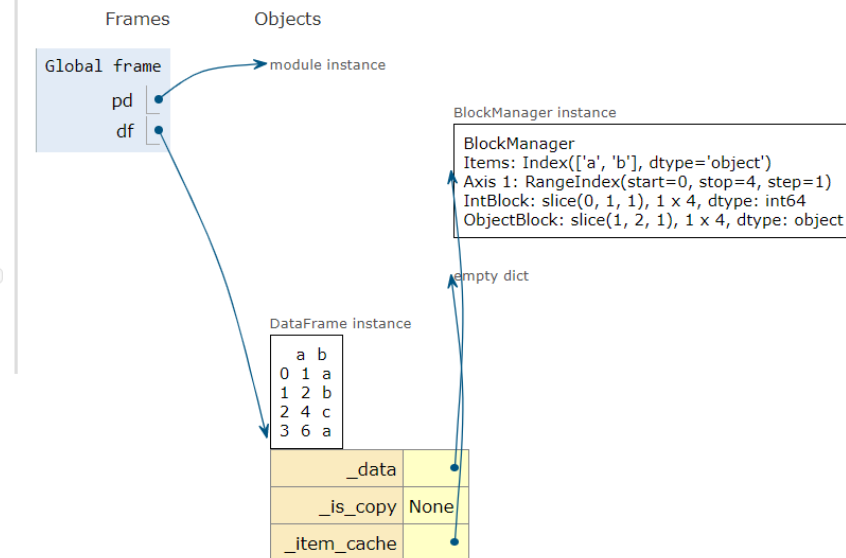 Frames
Objects
Global frame
pd
df
module instance
BlockManager instance
BlockManager
Items: Index(['a', 'b'], dtype='object')
Axis 1: RangeIndex(start=0, stop=4, step=1)
IntBlock: slice(0, 1, 1), 1 x 4, dtype: int64
ObjectBlock: slice(1, 2, 1), 1 x 4, dtype: object
empty dict
DataFrame instance
a b
0 1 a
1 2 b
2 4 c
3 6 a
_data
_is_copy None
_item_cache